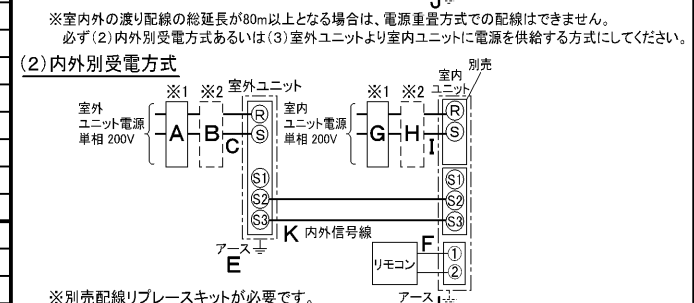 ※室内外の渡り配線の総延長が80m以上となる場合は、電源重畳方式での配線はできません。
必ず(2)内外別受電方式あるいは(3)室外ユニットより室内ユニットに電源を供給する方式にしてください。
(2)内外別受電方式
※1 ※2 室外ユニット
室外
ユニット電源
単相 200V
A B C
R
S
S1
S2
S3
アース
E
※1 ※2
室内
ユニット
別売
室内
ユニット電源
単相 200V
G H I
R
S
S1
S2
S3
K 内外信号線
F
リモコン
1
2
アース
※別売配線リプレースキットが必要です。